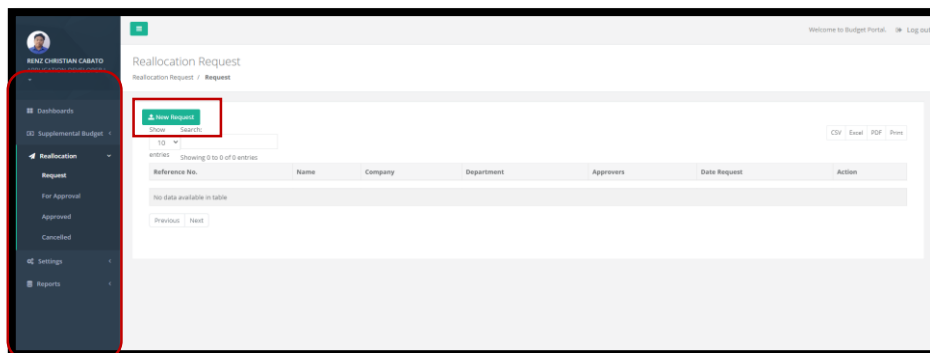 Welcome to Budget Portal. Log out
RENZ CHRISTIAN CABATO
Reallocation Request
Reallocation Request / Request
Dashboards
Supplemental Budget
Reallocation
Request
For Approval
Approved
Cancelled
Settings
Reports
New Request
Show Search:
10
entries Showing 0 to 0 of 0 entries
CSV Excel PDF Print
Reference No. Name Company Department Approvers Date Request Action
No data available in table
Previous Next